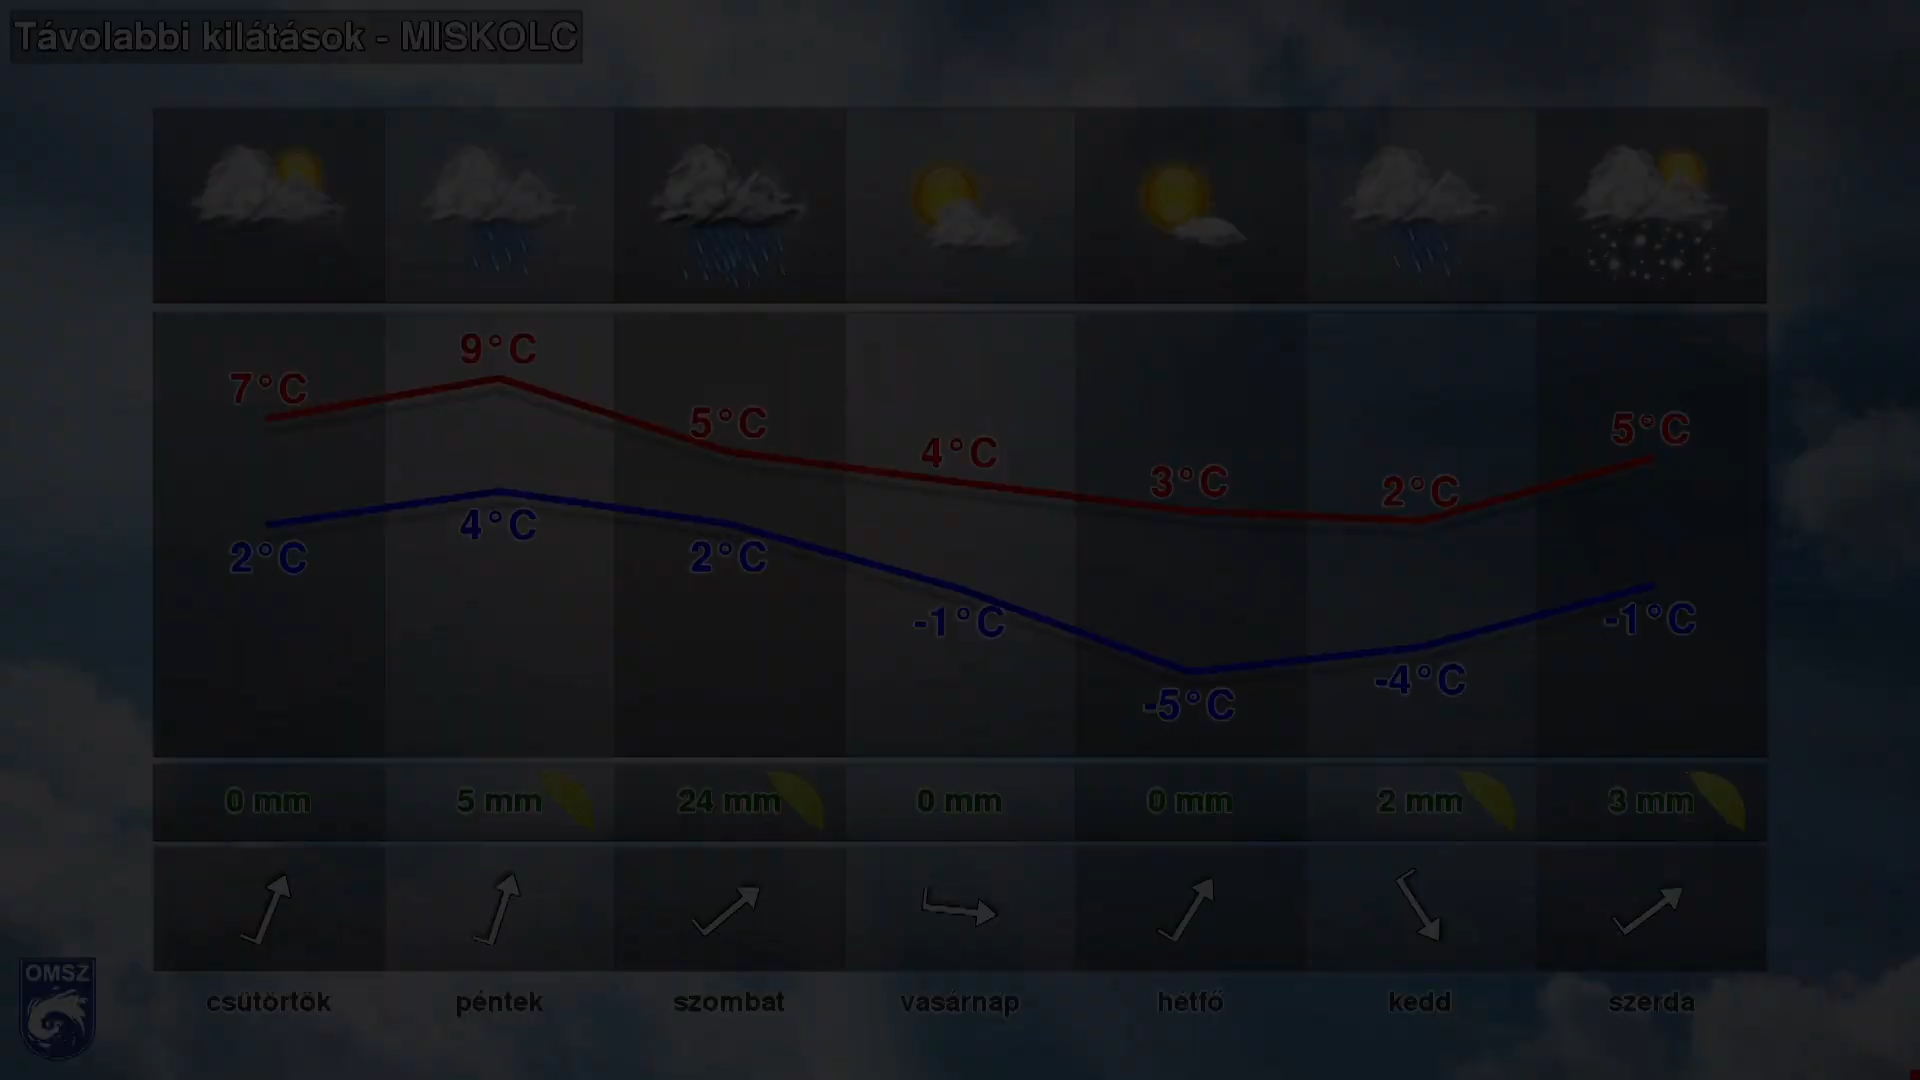 Távolabbi kilátások - MISKOLC
7°C
9°C
5°C
4°C
3°C
2°C
5°C
2°C
4°C
2°C
-1°C
-5°C
-4°C
-1°C
0 mm
5 mm
24 mm
0 mm
0 mm
2 mm
3 mm
OMSZ
csütörtök
péntek
szombat
vasárnap
hétfő
kedd
szerda